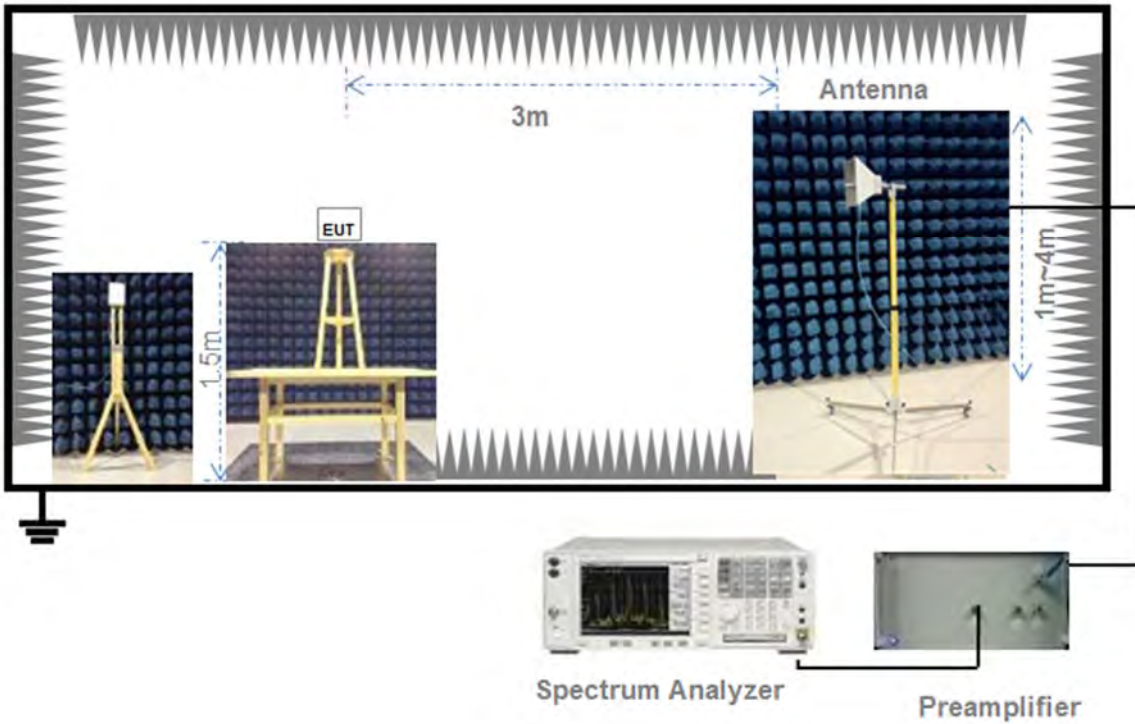 Antenna
3m
EUT
1.5m
1m~4m
Spectrum Analyzer
Preamplifier